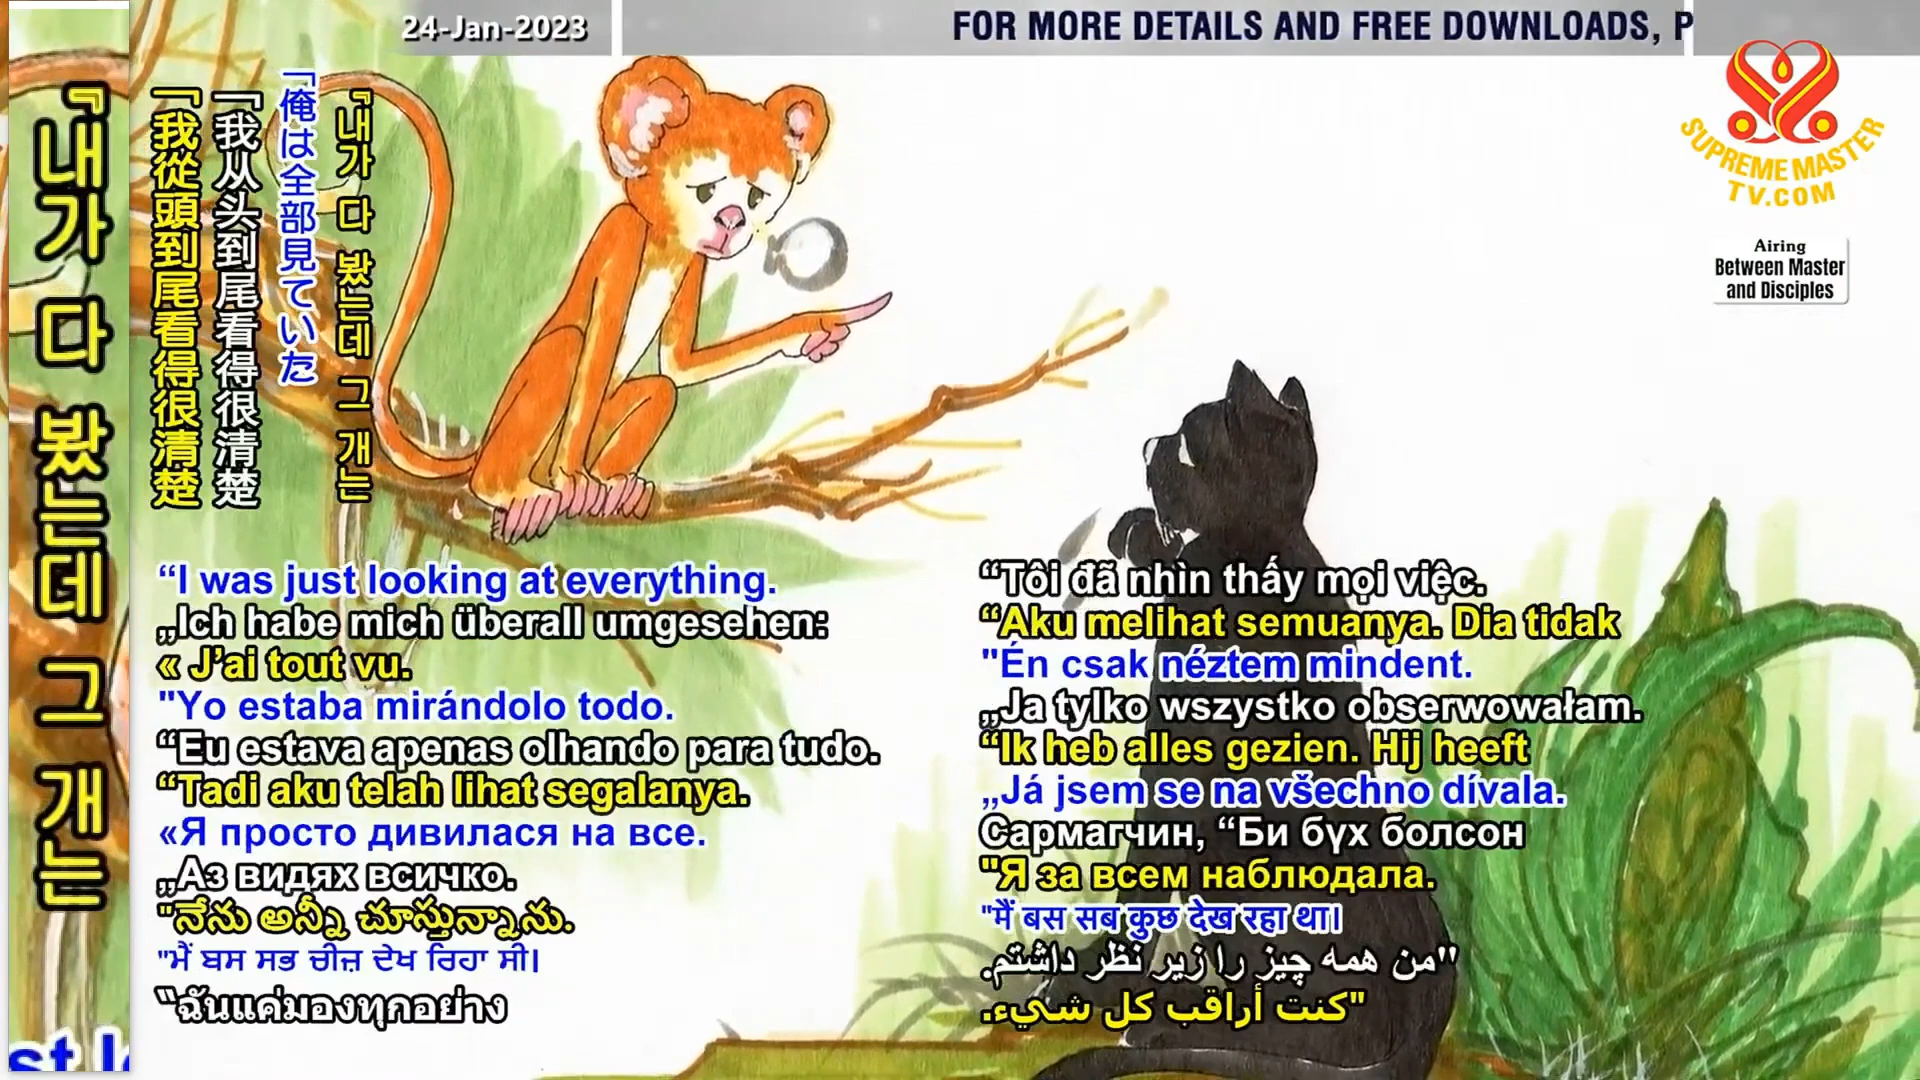 24-Jan-2023
FOR MORE DETAILS AND FREE DOWNLOADS, P
SUPREME MASTER
TV.COM
Airing
Between Master
and Disciples
『내가 다 봤는데 그 개는
「我從頭到尾看得很清楚
「我从头到尾看得很清楚
「俺は全部見ていた
『내가 다 봤는데 그 개는
“I was just looking at everything.
„Ich habe mich überall umgesehen:
« J’ai tout vu.
"Yo estaba mirándolo todo.
“Eu estava apenas olhando para tudo.
“Tadi aku telah lihat segalanya.
«Я просто дивилася на все.
„Аз видях всичко.
"నేను అన్నీ చూస్తున్నాను.
"ਮੈਂ ਬਸ ਸਭ ਚੀਜ਼ ਦੇਖ ਰਿਹਾ ਸੀ।
“ฉันแค่มองทุกอย่าง
“Tôi đã nhìn thấy mọi việc.
“Aku melihat semuanya. Dia tidak
"Én csak néztem mindent.
„Ja tylko wszystko obserwowałam.
“Ik heb alles gezien. Hij heeft
„Já jsem se na všechno dívala.
Сармагчин, “Би бүх болсон
"Я за всем наблюдала.
"मैं बस सब कुछ देख रहा था।
"من همه چیز را زیر نظر داشتم.
"كنت أراقب كل شيء.
st l